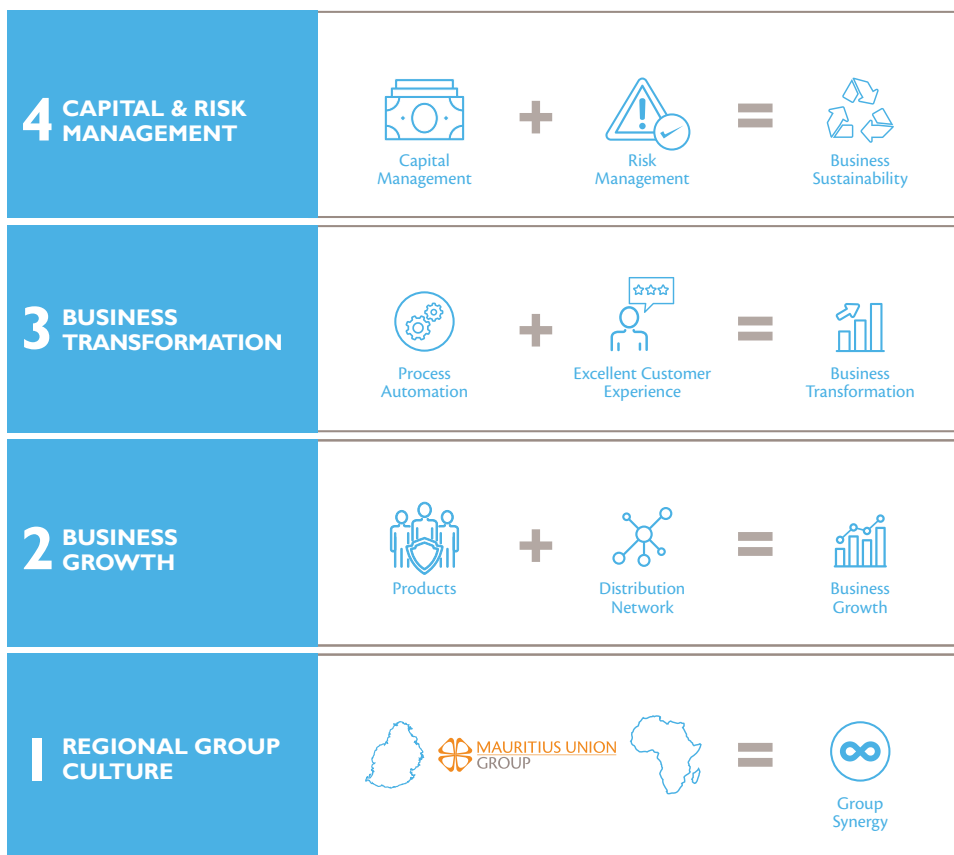 4 CAPITAL & RISK
MANAGEMENT
+
=
Capital
Management
Risk
Management
Business
Sustainability
3 BUSINESS
TRANSFORMATION
+
=
Process
Automation
Excellent Customer
Experience
Business
Transformation
2 BUSINESS
GROWTH
+
=
Products
Distribution
Network
Business
Growth
1 REGIONAL GROUP
CULTURE
MAURITIUS UNION
GROUP
=
Group
Synergy